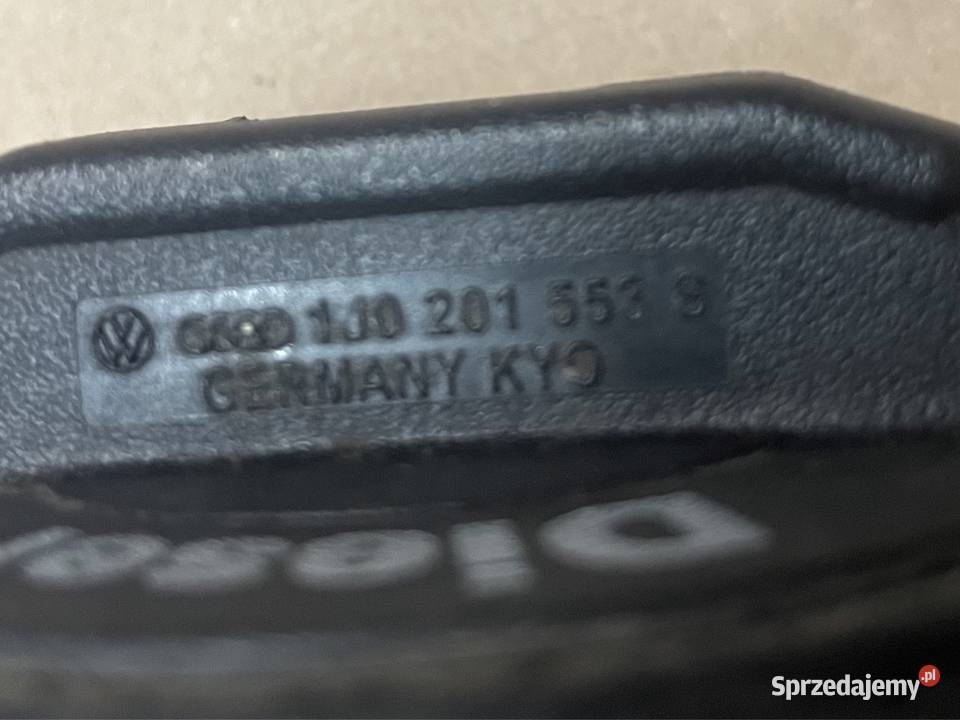 1J0 201 553 S
GERMANY KYO
Diesel
Sprzedajemy.pl